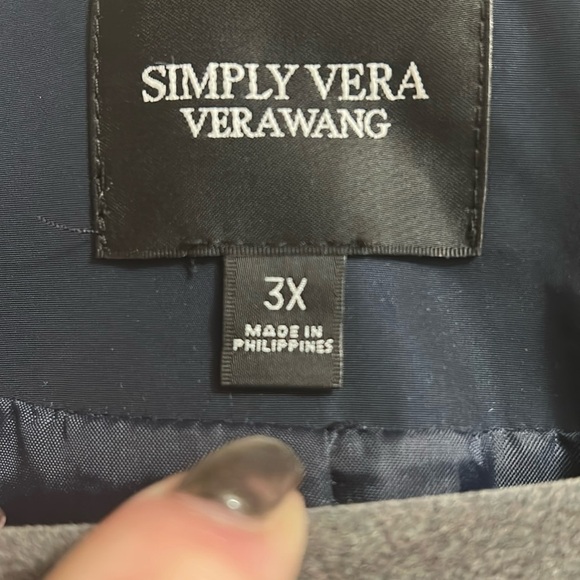 SIMPLY VERA
VERAWANG
3X
MADE IN
PHILIPPINES